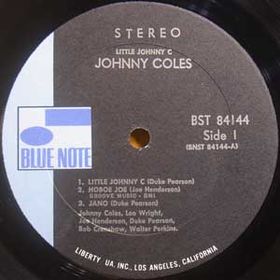 STEREO
LITTLE JOHNNY C
JOHNNY COLES
BST 84144
Side 1
(BNST 84144-A)
BLUE NOTE
1. LITTLE JOHNNY C (Duke Pearson)
2. HOBOE JOE (Joe Henderson)
GROOVE MUSIC - BMI
3. JANO (Duke Pearson)
Johnny Coles, Leo Wright,
Joe Henderson, Duke Pearson,
Bob Cranshaw, Walter Perkins.
LIBERTY UA, INC., LOS ANGELES, CALIFORNIA